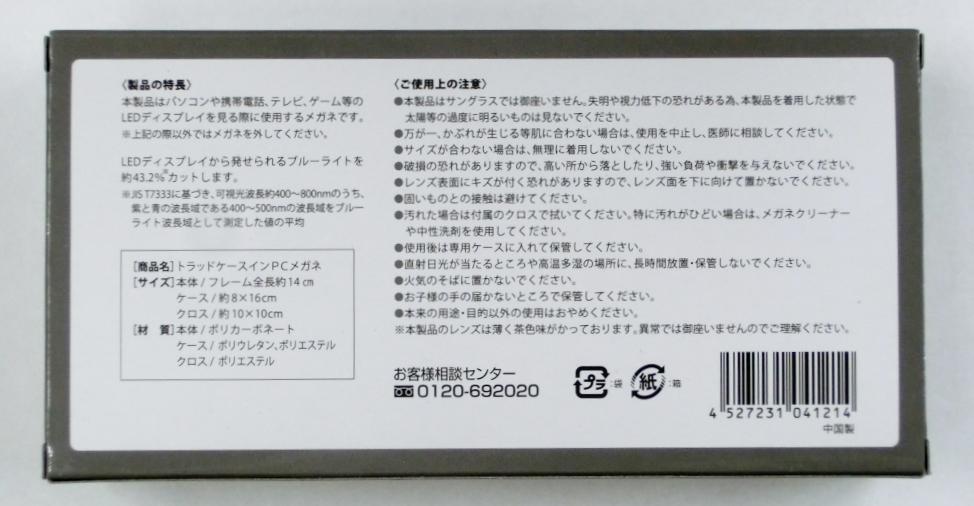 〈製品の特長〉
本製品はパソコンや携帯電話、テレビ、ゲーム等の
LEDディスプレイを見る際に使用するメガネです。
※上記の際以外ではメガネを外してください。
LEDディスプレイから発せられるブルーライトを
約43.2%※カットします。
※JIS T7333に基づき、可視光波長約400〜800nmのうち、
紫と青の波長域である400〜500nmの波長域をブルー
ライト波長域として測定した値の平均
[商品名]トラッドケースインPCメガネ
[サイズ]本体/フレーム全長約14㎝
ケース/約8×16cm
クロス/約10×10cm
[材　質]本体/ポリカーボネート
ケース/ポリウレタン、ポリエステル
クロス/ポリエステル
〈ご使用上の注意〉
●本製品はサングラスでは御座いません。失明や視力低下の恐れがある為、本製品を着用した状態で
太陽等の過度に明るいものは見ないでください。
●万が一、かぶれが生じる等肌に合わない場合は、使用を中止し、医師に相談してください。
●サイズが合わない場合は、無理に着用しないでください。
●破損の恐れがありますので、高い所から落としたり、強い負荷や衝撃を与えないでください。
●レンズ表面にキズが付く恐れがありますので、レンズ面を下に向けて置かないでください。
●固いものとの接触は避けてください。
●汚れた場合は付属のクロスで拭いてください。特に汚れがひどい場合は、メガネクリーナー
や中性洗剤を使用してください。
●使用後は専用ケースに入れて保管してください。
●直射日光が当たるところや高温多湿の場所に、長時間放置・保管しないでください。
●火気のそばに置かないでください。
●お子様の手の届かないところで保管してください。
●本来の用途・目的以外の使用はおやめください。
※本製品のレンズは薄く茶色味がかっております。異常では御座いませんのでご理解ください。
お客様相談センター
0120-692020
プラ:袋
紙:箱
4 527231 041214
中国製